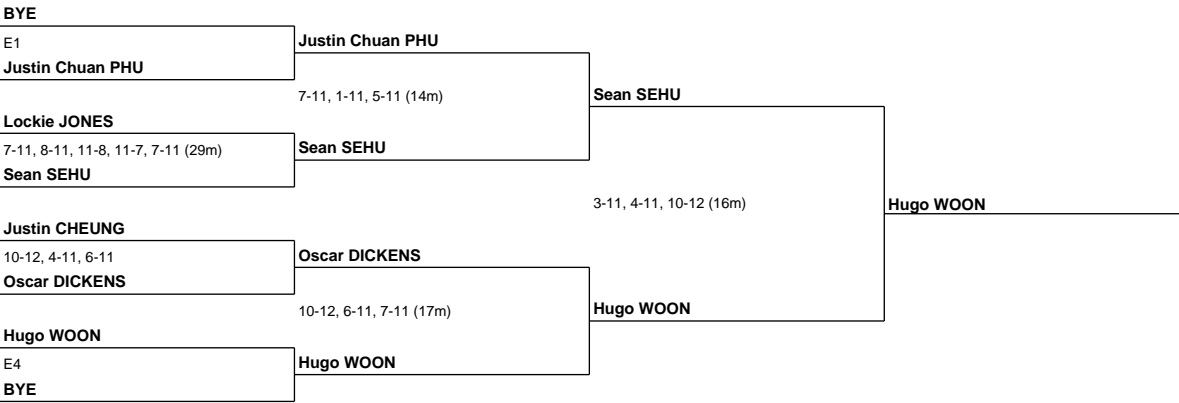 BYE
E1
Justin Chuan PHU
Justin Chuan PHU
7-11, 1-11, 5-11 (14m)
Sean SEHU
Lockie JONES
7-11, 8-11, 11-8, 11-7, 7-11 (29m)
Sean SEHU
Sean SEHU
3-11, 4-11, 10-12 (16m)
Hugo WOON
Justin CHEUNG
10-12, 4-11, 6-11
Oscar DICKENS
Oscar DICKENS
10-12, 6-11, 7-11 (17m)
Hugo WOON
Hugo WOON
E4
Hugo WOON
BYE